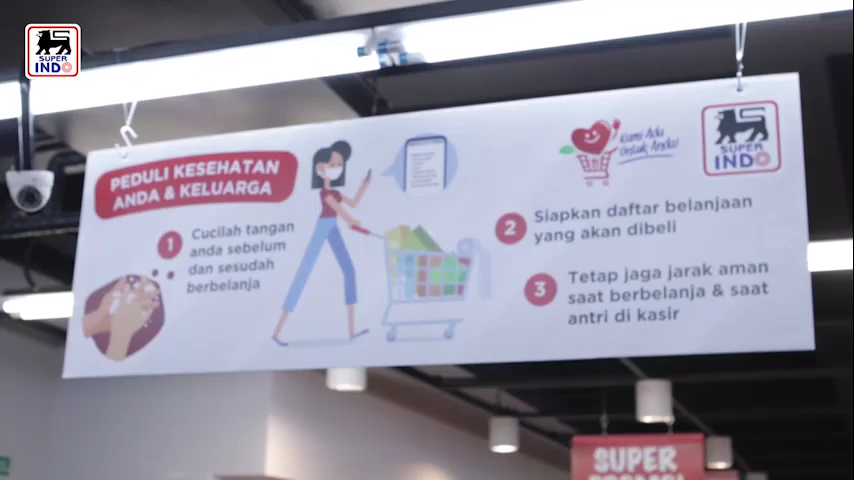 SUPER
INDO
PEDULI KESEHATAN
ANDA & KELUARGA
1
Cucilah tangan
anda sebelum
dan sesudah
berbelanja
Kami Ada
Untuk Anda!
SUPER
INDO
2
Siapkan daftar belanjaan
yang akan dibeli
3
Tetap jaga jarak aman
saat berbelanja & saat
antri di kasir
SUPER